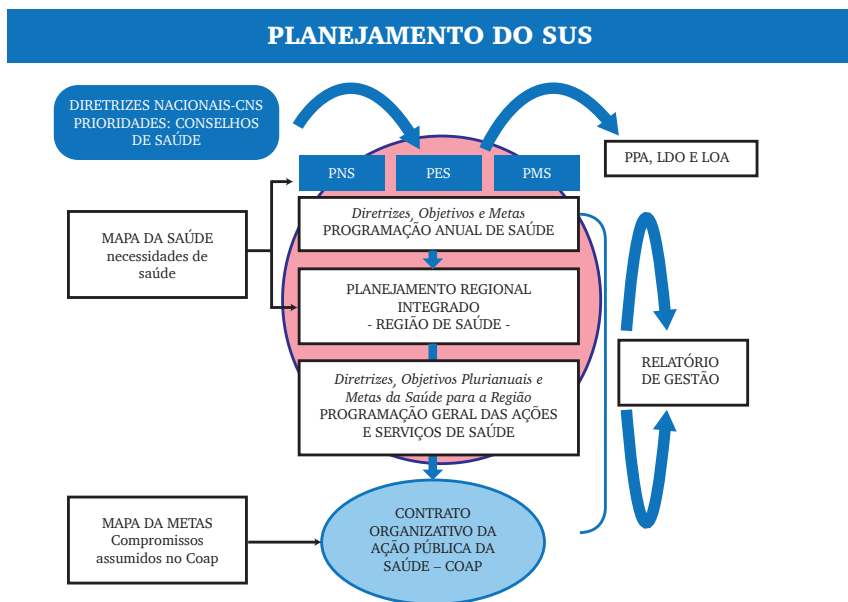 PLANEJAMENTO DO SUS
DIRETRIZES NACIONAIS-CNS
PRIORIDADES: CONSELHOS
DE SAÚDE
PPA, LDO E LOA
PNS
PES
PMS
Diretrizes, Objetivos e Metas
PROGRAMAÇÃO ANUAL DE SAÚDE
MAPA DA SAÚDE
necessidades de
saúde
PLANEJAMENTO REGIONAL
INTEGRADO
- REGIÃO DE SAÚDE -
RELATÓRIO
DE GESTÃO
Diretrizes, Objetivos Plurianuais e
Metas da Saúde para a Região
PROGRAMAÇÃO GERAL DAS AÇÕES
E SERVIÇOS DE SAÚDE
MAPA DA METAS
Compromissos
assumidos no Coap
CONTRATO
ORGANIZATIVO DA
AÇÃO PÚBLICA DA
SAÚDE – COAP